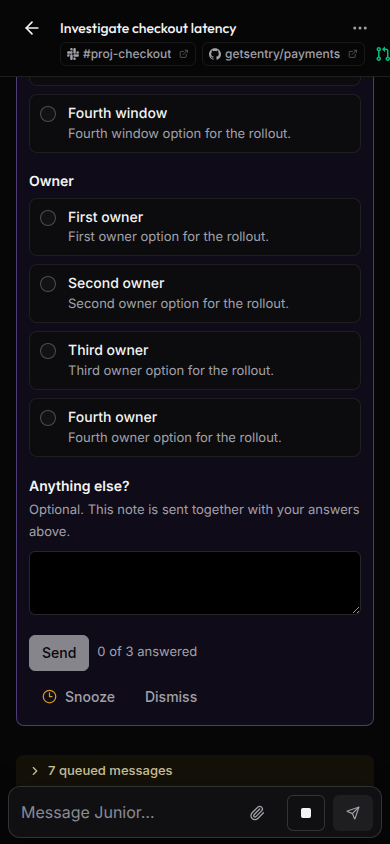 Investigate checkout latency
#proj-checkout
getsentry/payments
Fourth window
Fourth window option for the rollout.
Owner
First owner
First owner option for the rollout.
Second owner
Second owner option for the rollout.
Third owner
Third owner option for the rollout.
Fourth owner
Fourth owner option for the rollout.
Anything else?
Optional. This note is sent together with your answers
above.
Send
0 of 3 answered
Snooze
Dismiss
7 queued messages
Message Junior...